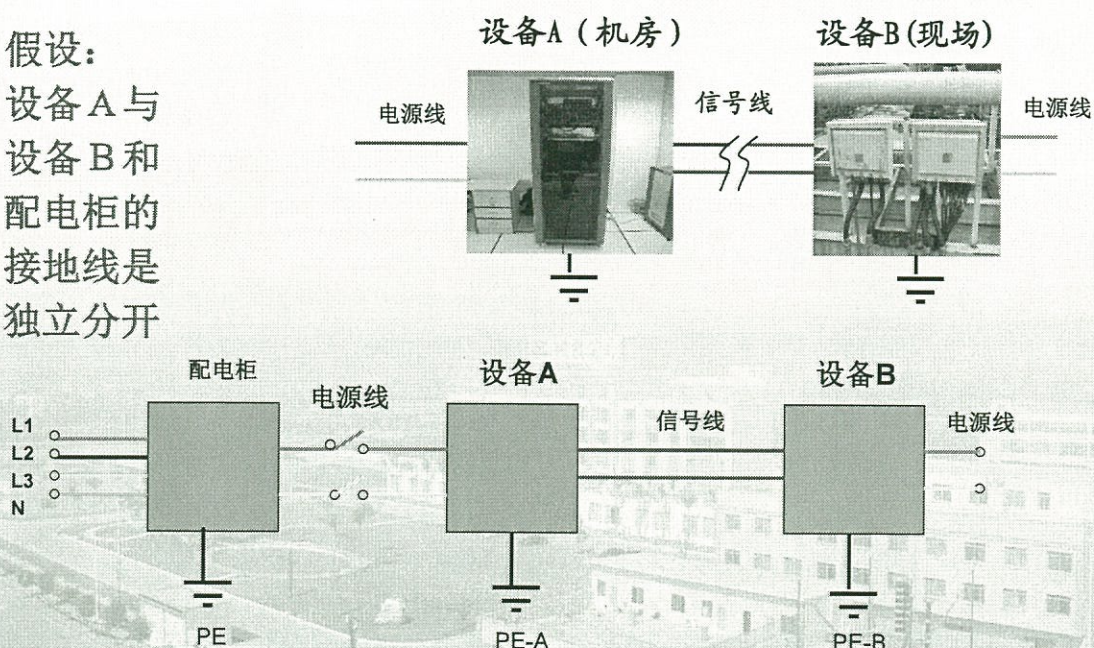 假设：
设备A与
设备B和
配电柜的
接地线是
独立分开
设备A（机房）
设备B(现场)
电源线
信号线
电源线
配电柜
电源线
设备A
信号线
设备B
电源线
L1
L2
L3
N
PE
PE-A
PE-B